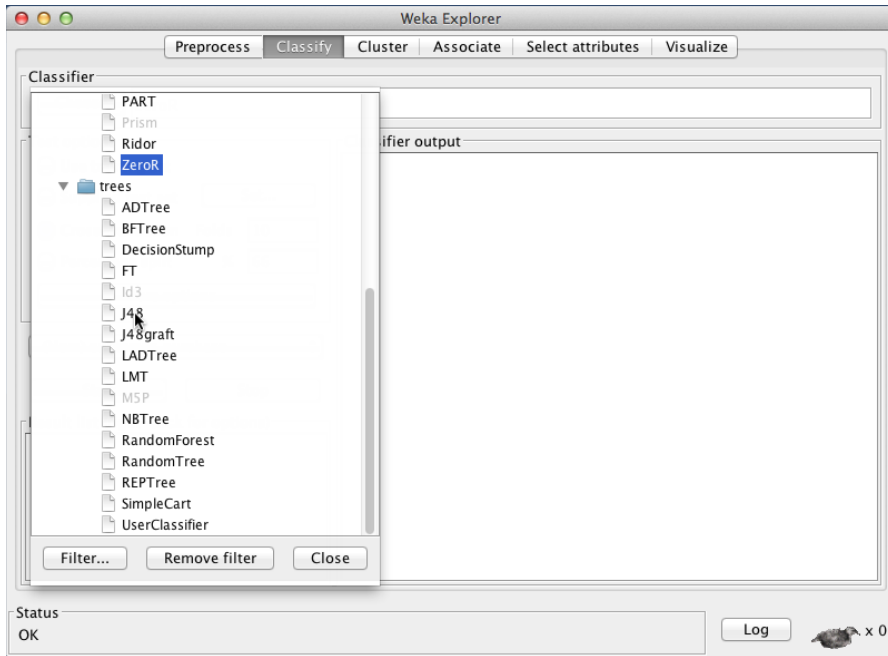 Weka Explorer
Preprocess Classify Cluster Associate Select attributes Visualize
Classifier
PART
Prism
Ridor
ifier output
ZeroR
trees
ADTree
BFTree
DecisionStump
FT
Id3
J48
J48graft
LADTree
LMT
M5P
NBTree
RandomForest
RandomTree
REPTree
SimpleCart
UserClassifier
Filter... Remove filter Close
Status
OK
Log x 0